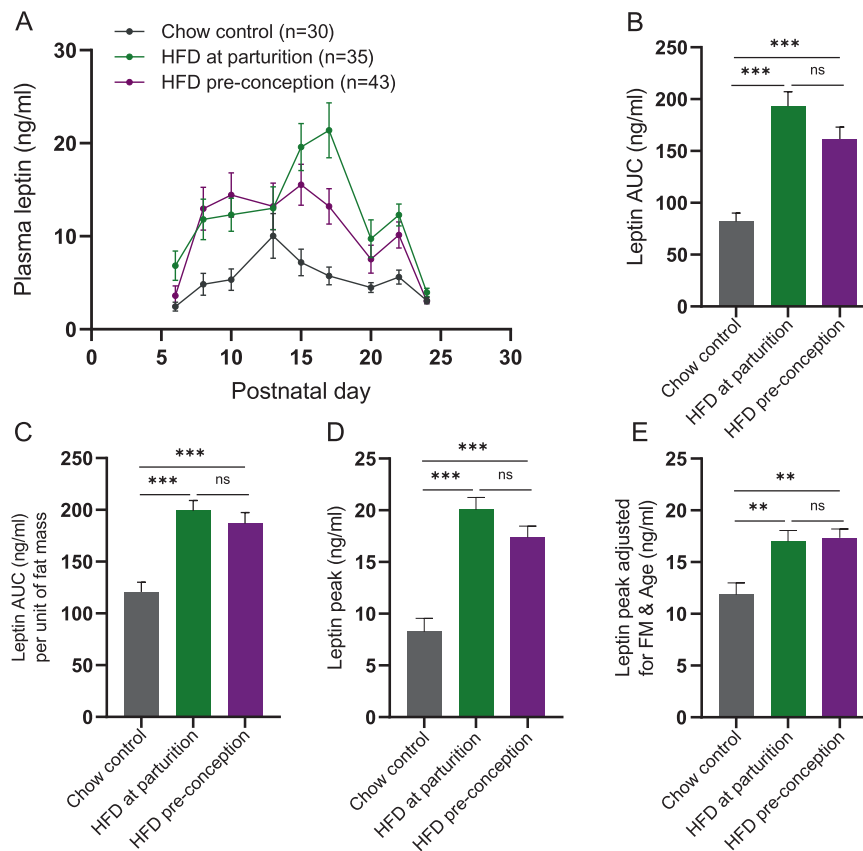 A
Chow control (n=30)
HFD at parturition (n=35)
HFD pre-conception (n=43)
Plasma leptin (ng/ml)
30
20
10
0
0 5 10 15 20 25 30
Postnatal day
B
Leptin AUC (ng/ml)
250
200
150
100
50
0
***
*** ns
Chow control
HFD at parturition
HFD pre-conception
C
Leptin AUC (ng/ml)
per unit of fat mass
250
200
150
100
50
0
***
*** ns
Chow control
HFD at parturition
HFD pre-conception
D
Leptin peak (ng/ml)
25
20
15
10
5
0
***
*** ns
Chow control
HFD at parturition
HFD pre-conception
E
Leptin peak adjusted
for FM & Age (ng/ml)
25
20
15
10
5
0
**
** ns
Chow control
HFD at parturition
HFD pre-conception